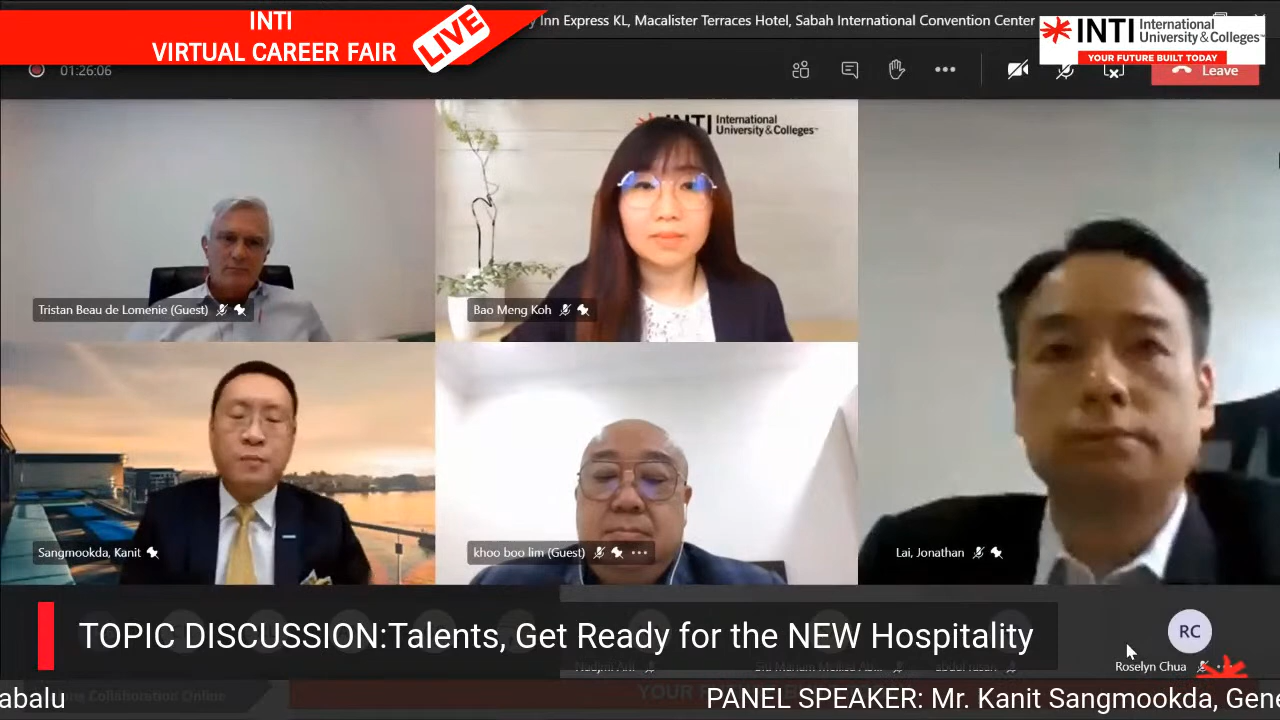 INTI
VIRTUAL CAREER FAIR
LIVE
Inn Express KL, Macalister Terraces Hotel, Sabah International Convention Center
INTI International University & Colleges
YOUR FUTURE BUILT TODAY
01:26:06
Leave
INTI International
University & Colleges
Tristan Beau de Lomenie (Guest)
Bao Meng Koh
Sangmookda, Kanit
khoo boo lim (Guest)
Lai, Jonathan
TOPIC DISCUSSION:Talents, Get Ready for the NEW Hospitality
RC
Roselyn Chua
abalu
Collaboration Online
YOUR
PANEL SPEAKER: Mr. Kanit Sangmookda, Gene